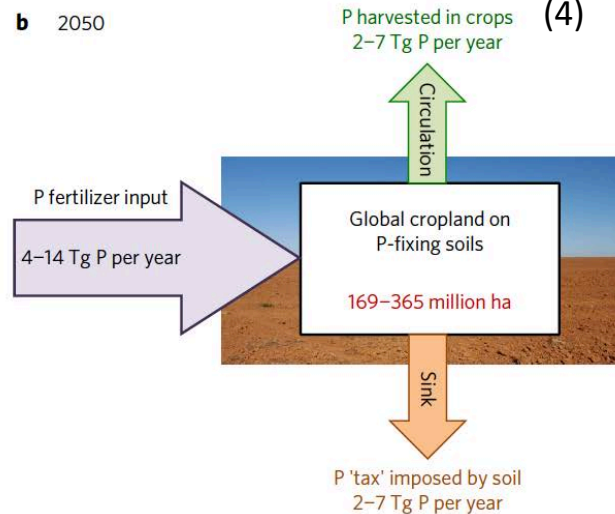 b 2050
(4)
P harvested in crops
2–7 Tg P per year
Circulation
P fertilizer input
4–14 Tg P per year
Global cropland on
P-fixing soils
169–365 million ha
Sink
P 'tax' imposed by soil
2–7 Tg P per year